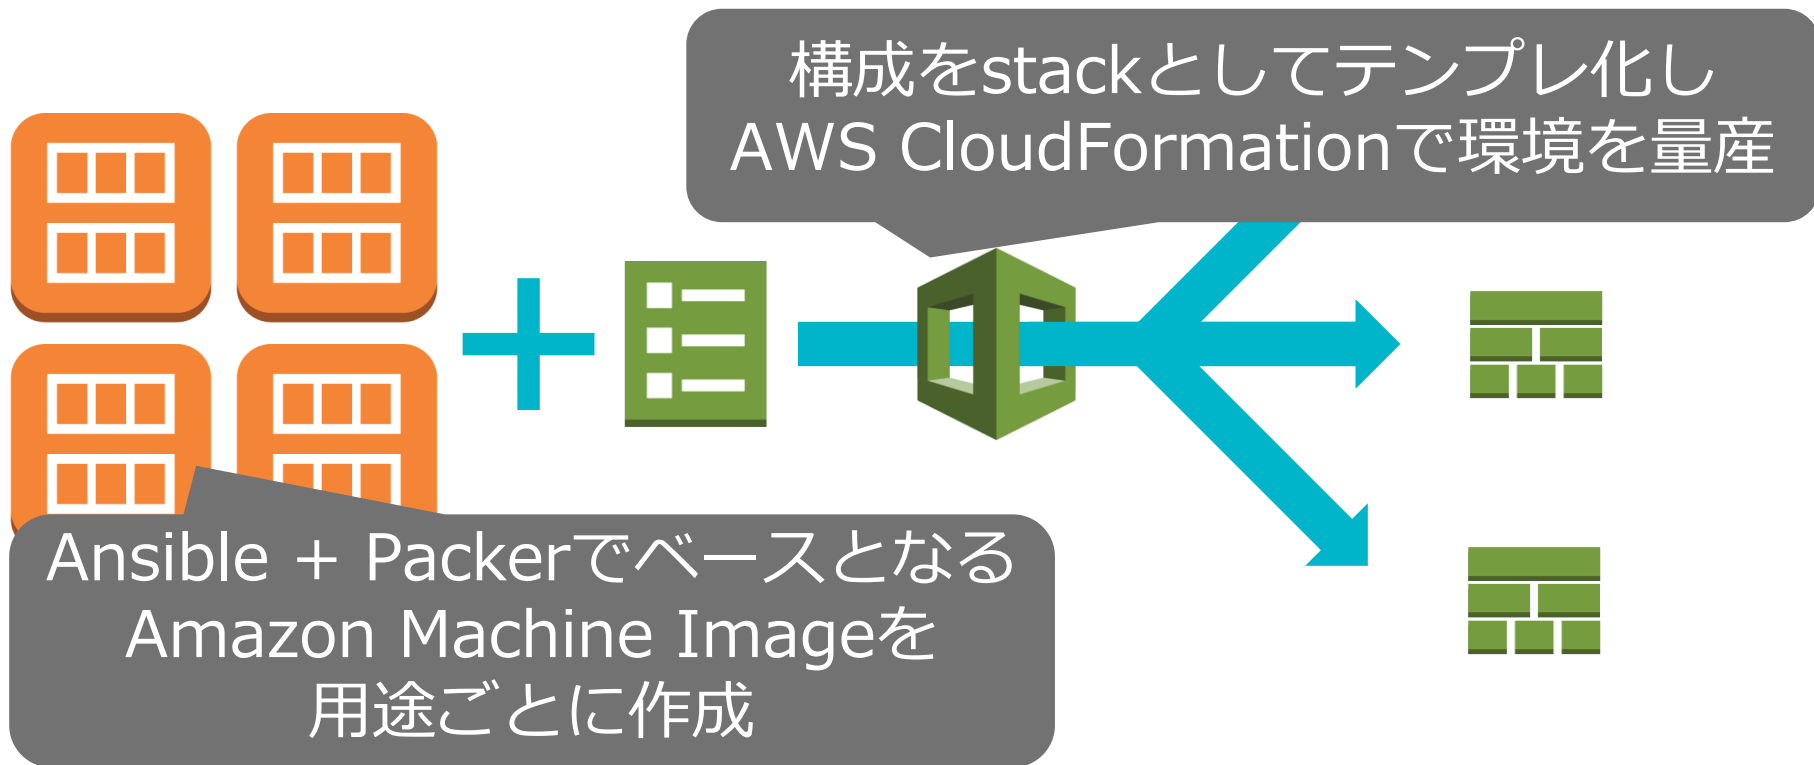 構成をstackとしてテンプレ化し
AWS CloudFormationで環境を量産
Ansible + Packerでベースとなる
Amazon Machine Imageを
用途ごとに作成